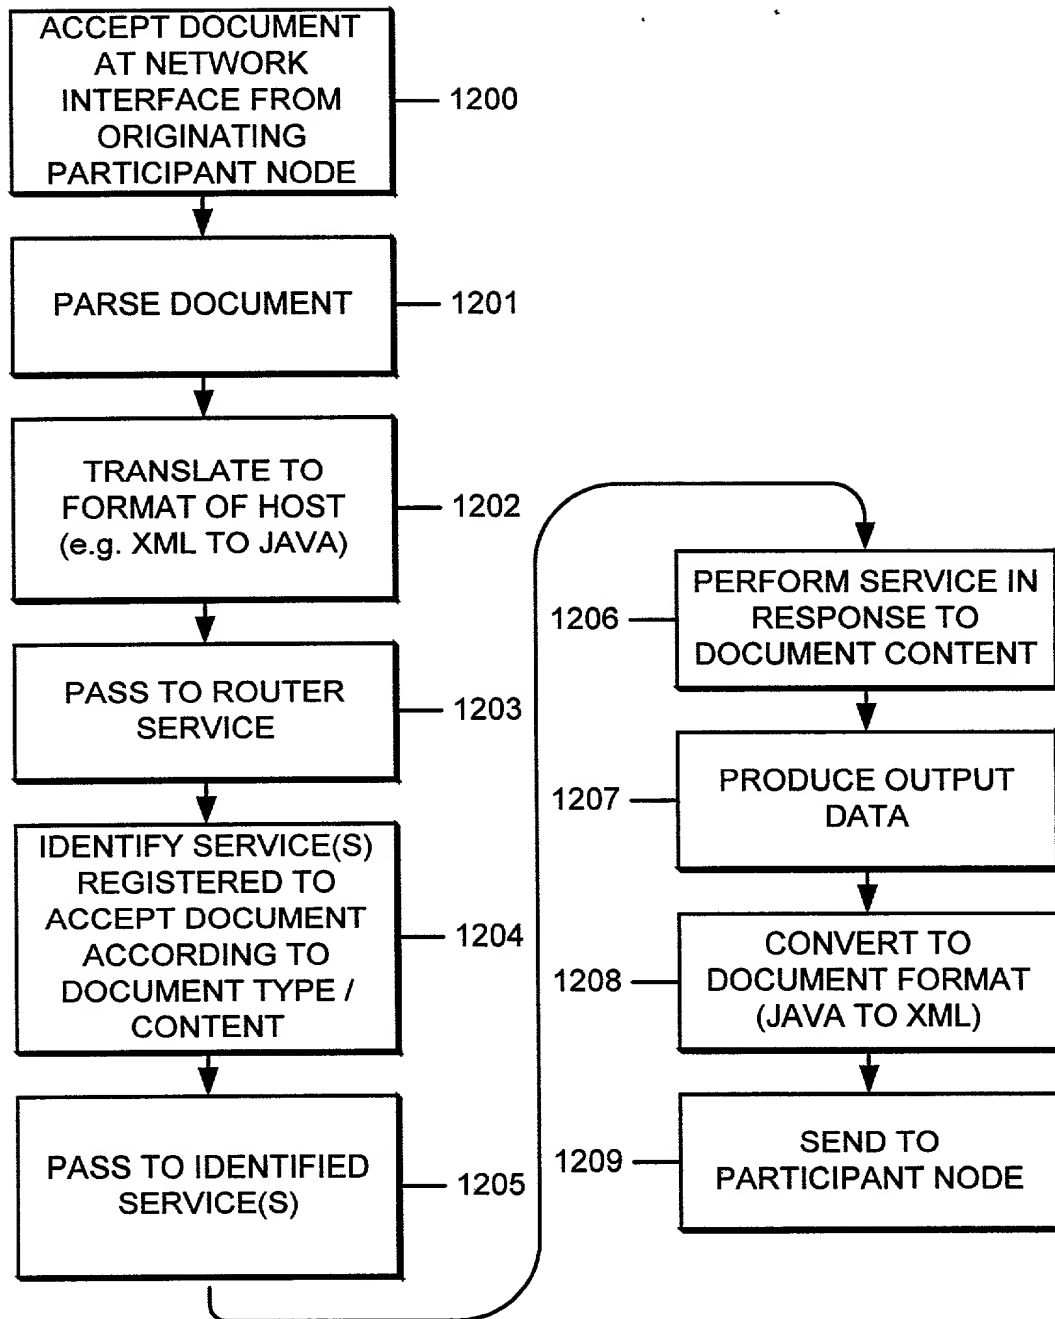 ACCEPT DOCUMENT
AT NETWORK
INTERFACE FROM
ORIGINATING
PARTICIPANT NODE
1200
PARSE DOCUMENT
1201
TRANSLATE TO
FORMAT OF HOST
(e.g. XML TO JAVA)
1202
PASS TO ROUTER
SERVICE
1203
IDENTIFY SERVICE(S)
REGISTERED TO
ACCEPT DOCUMENT
ACCORDING TO
DOCUMENT TYPE /
CONTENT
1204
PASS TO IDENTIFIED
SERVICE(S)
1205
PERFORM SERVICE IN
RESPONSE TO
DOCUMENT CONTENT
1206
PRODUCE OUTPUT
DATA
1207
CONVERT TO
DOCUMENT FORMAT
(JAVA TO XML)
1208
SEND TO
PARTICIPANT NODE
1209